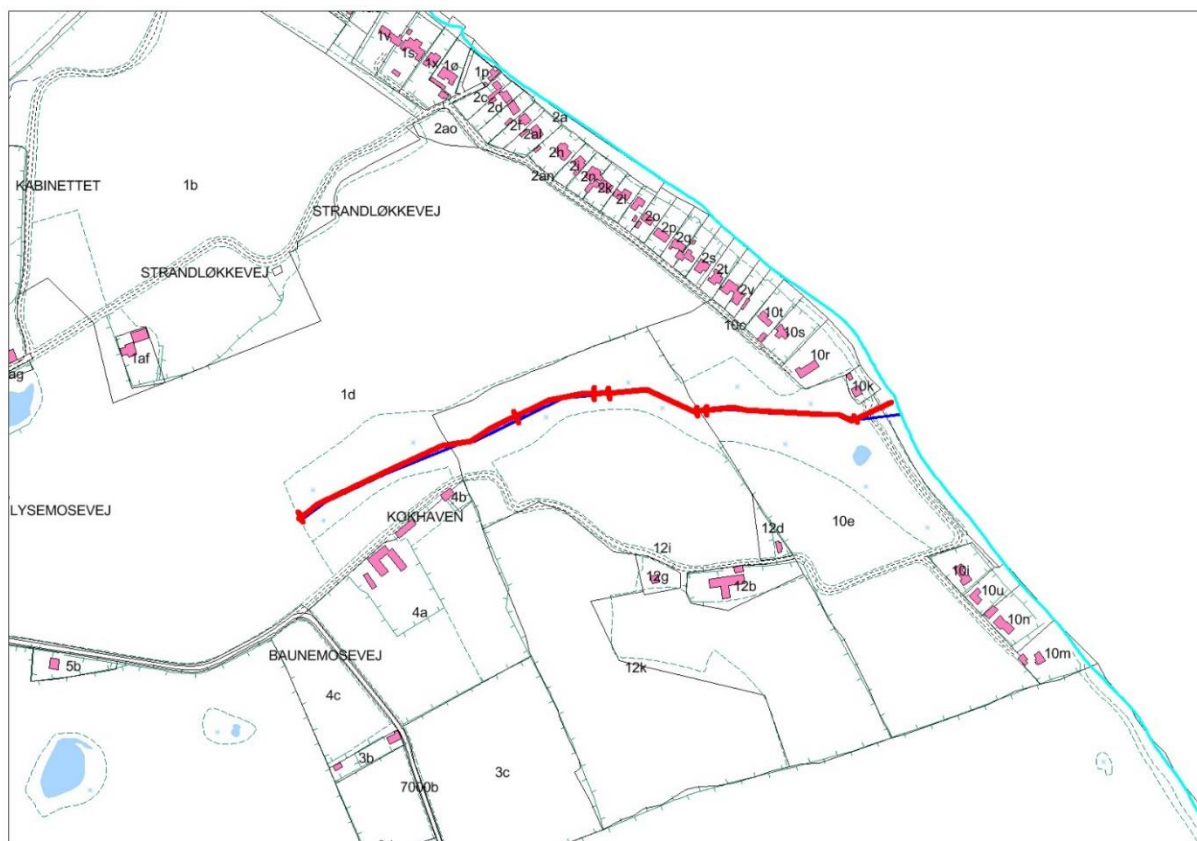 1v
1s
1x
1ø
1p
2c
2d
2a
2f
2al
2ao
2h
2an
2i
2n
2k
2l
KABINETTET
1b
STRANDLØKKEVEJ
2o
2p
2q
2s
2t
2v
STRANDLØKKEVEJ
10t
10o
10s
1af
10r
ag
10k
1d
4b
LYSEMOSEVEJ
KOKHAVEN
10e
12d
12i
12g
12b
10i
10u
4a
10n
BAUNEMOSEVEJ
5b
10m
12k
4c
3b
3c
7000b